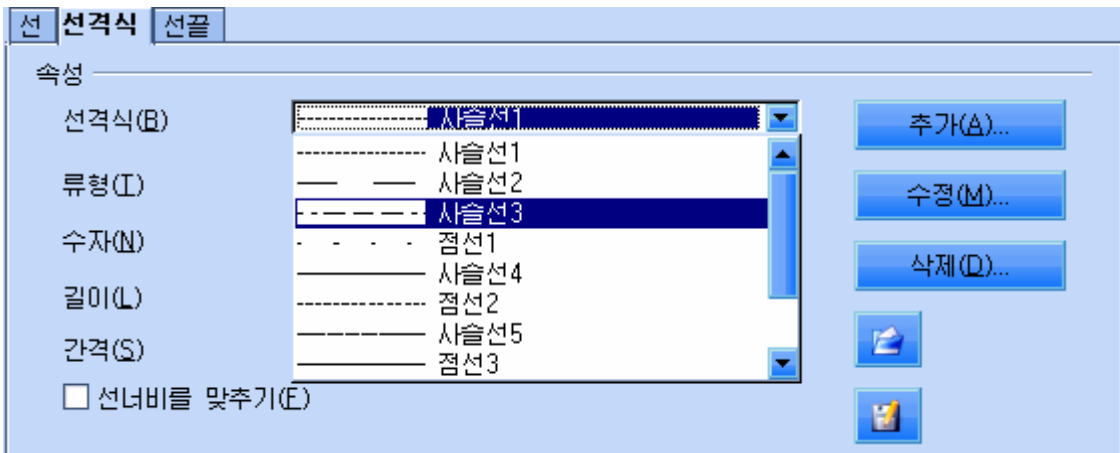 선 선격식 선끝
속성
선격식(B) 사슬선1 추가(A)...
사슬선1
류형(T) 사슬선2 수정(M)...
사슬선3
수자(N) 점선1
사슬선4 삭제(D)...
길이(L) 점선2
사슬선5
간격(S) 점선3
선너비를 맞추기(F)